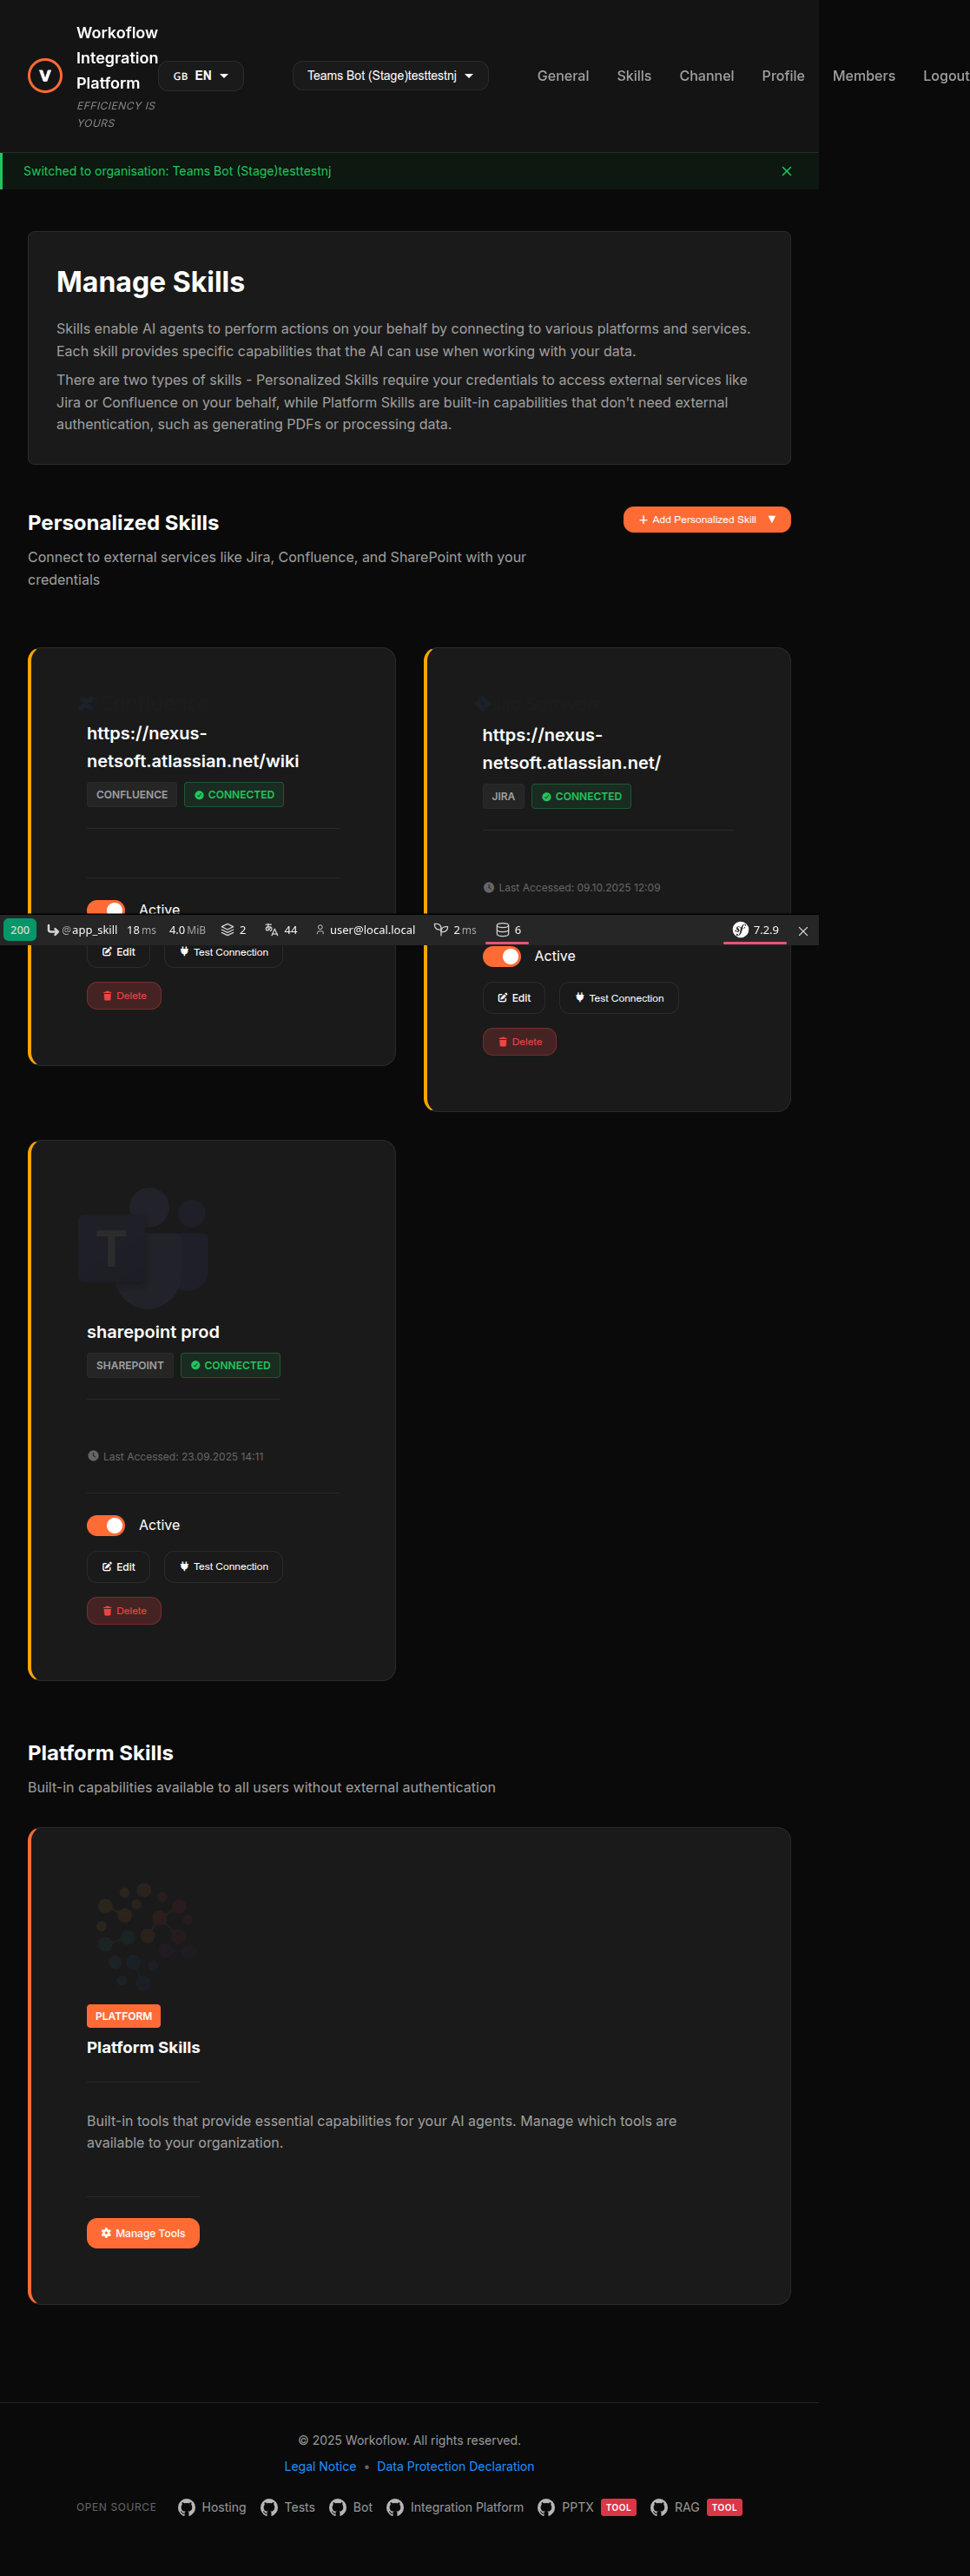 Workoflow
Integration
Platform
EFFICIENCY IS
YOURS
GB EN
Teams Bot (Stage)testtestnj
General Skills Channel Profile Members Logout
Switched to organisation: Teams Bot (Stage)testtestnj
Manage Skills
Skills enable AI agents to perform actions on your behalf by connecting to various platforms and services.
Each skill provides specific capabilities that the AI can use when working with your data.
There are two types of skills - Personalized Skills require your credentials to access external services like
Jira or Confluence on your behalf, while Platform Skills are built-in capabilities that don't need external
authentication, such as generating PDFs or processing data.
Personalized Skills
+ Add Personalized Skill ▼
Connect to external services like Jira, Confluence, and SharePoint with your
credentials
Confluence
https://nexus-
netsoft.atlassian.net/wiki
CONFLUENCE CONNECTED
Active
Edit Test Connection
Delete
https://nexus-
netsoft.atlassian.net/
JIRA CONNECTED
Last Accessed: 09.10.2025 12:09
Active
Edit Test Connection
Delete
200 @app_skill 18 ms 4.0 MiB 2 44 user@local.local 2 ms 6 sf 7.2.9
T
sharepoint prod
SHAREPOINT CONNECTED
Last Accessed: 23.09.2025 14:11
Active
Edit Test Connection
Delete
Platform Skills
Built-in capabilities available to all users without external authentication
PLATFORM
Platform Skills
Built-in tools that provide essential capabilities for your AI agents. Manage which tools are
available to your organization.
Manage Tools
© 2025 Workoflow. All rights reserved.
Legal Notice • Data Protection Declaration
OPEN SOURCE Hosting Tests Bot Integration Platform PPTX TOOL RAG TOOL